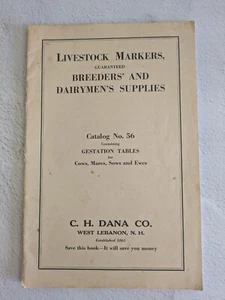 LIVESTOCK MARKERS,
GUARANTEED
BREEDERS' AND
DAIRYMEN'S SUPPLIES
Catalog No. 56
Containing
GESTATION TABLES
for
Cows, Mares, Sows and Ewes
C. H. DANA CO.
WEST LEBANON, N. H.
Established 1861
Save this book—It will save you money